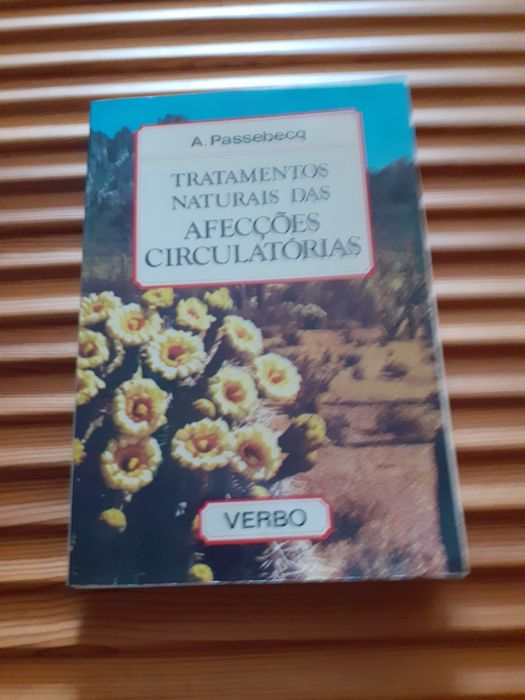 A. Passebecq
TRATAMENTOS
NATURAIS DAS
AFECÇÕES
CIRCULATÓRIAS
VERBO